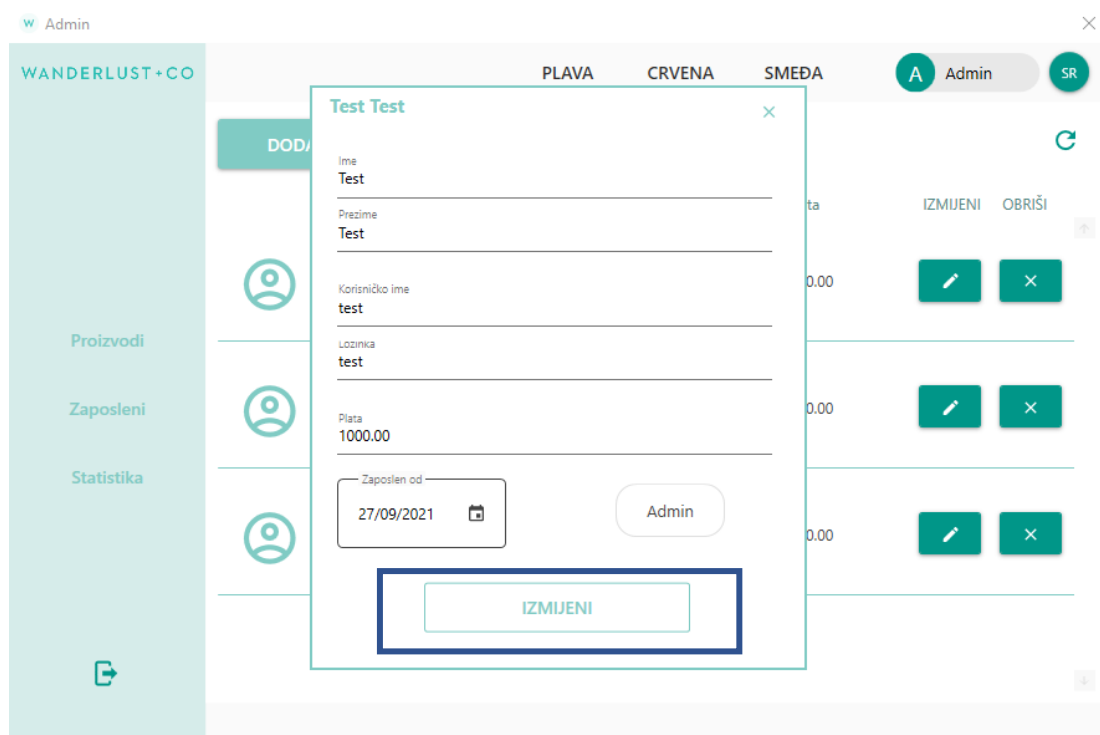 W Admin
WANDERLUST+CO
PLAVA CRVENA SMEĐA
A Admin
SR
Test Test
Ime
Test
Prezime
Test
Korisničko ime
test
Lozinka
test
Plata
1000.00
Zaposlen od
27/09/2021
Admin
IZMIJENI
IZMIJENI OBRIŠI
0.00
0.00
0.00
Proizvodi
Zaposleni
Statistika